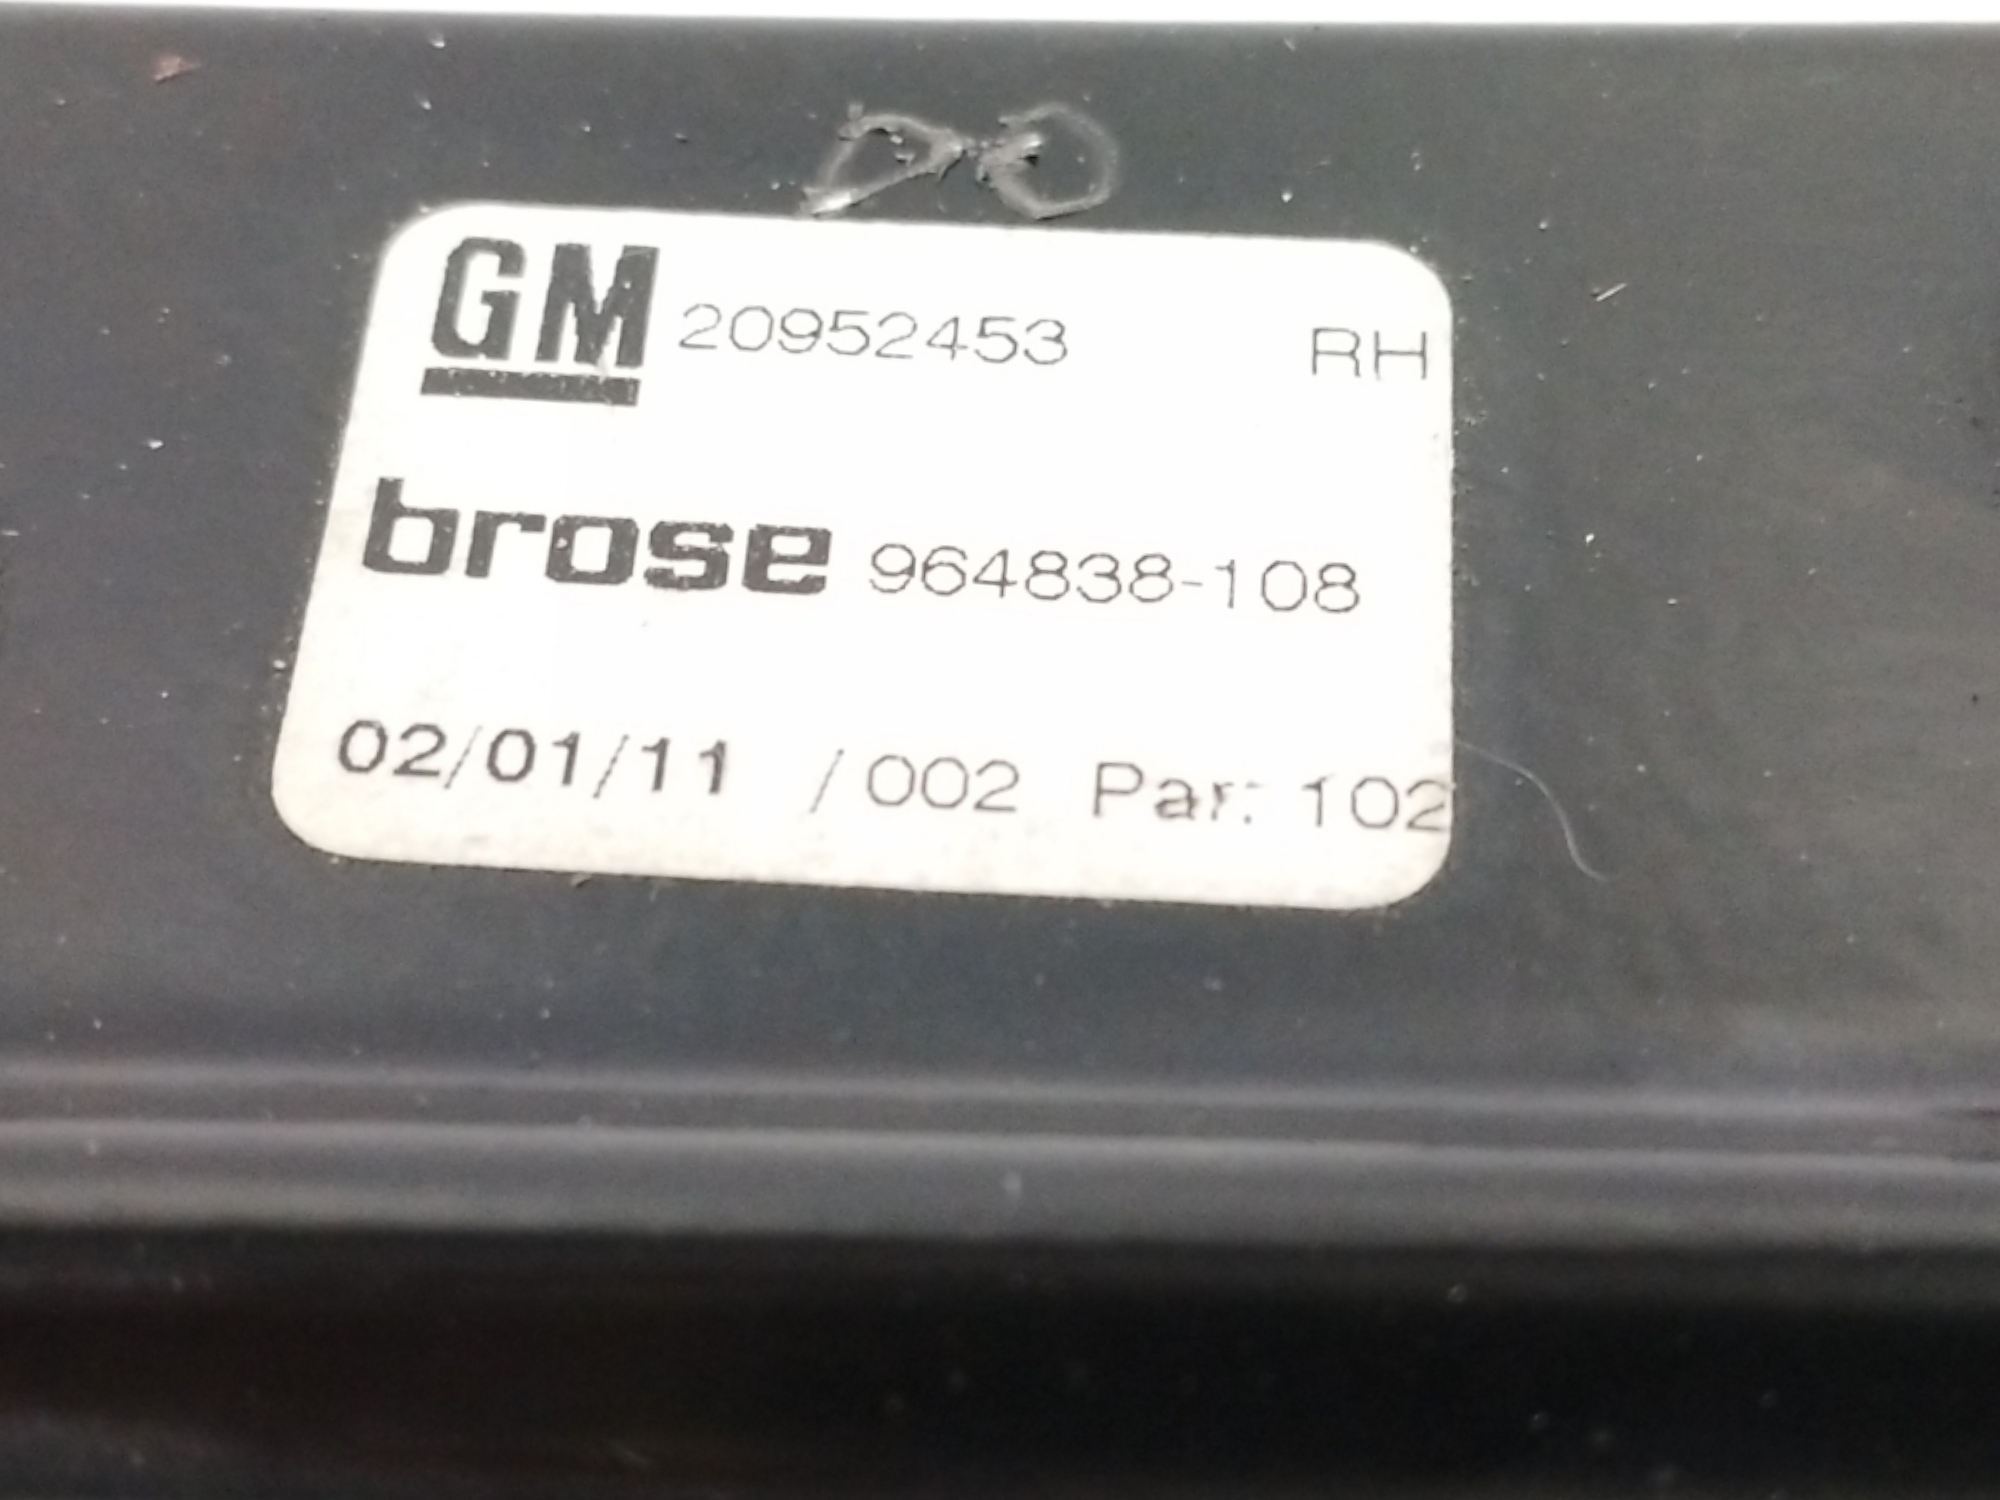 GM 20952453 RH
brose 964838-108
02/01/11 /002 Par: 102